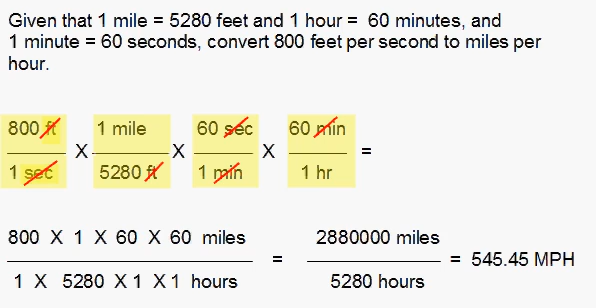 Given that 1 mile = 5280 feet and 1 hour = 60 minutes, and
1 minute = 60 seconds, convert 800 feet per second to miles per
hour.
800 ft X 1 mile X 60 sec X 60 min =
1 sec 5280 ft 1 min 1 hr
800 X 1 X 60 X 60 miles = 2880000 miles = 545.45 MPH
1 X 5280 X 1 X 1 hours 5280 hours